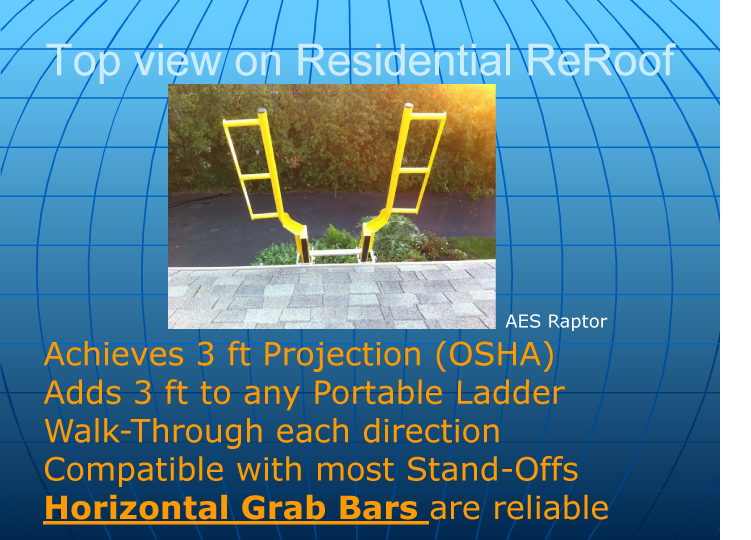 Top view on Residential ReRoof
AES Raptor
Achieves 3 ft Projection (OSHA)
Adds 3 ft to any Portable Ladder
Walk-Through each direction
Compatible with most Stand-Offs
Horizontal Grab Bars are reliable